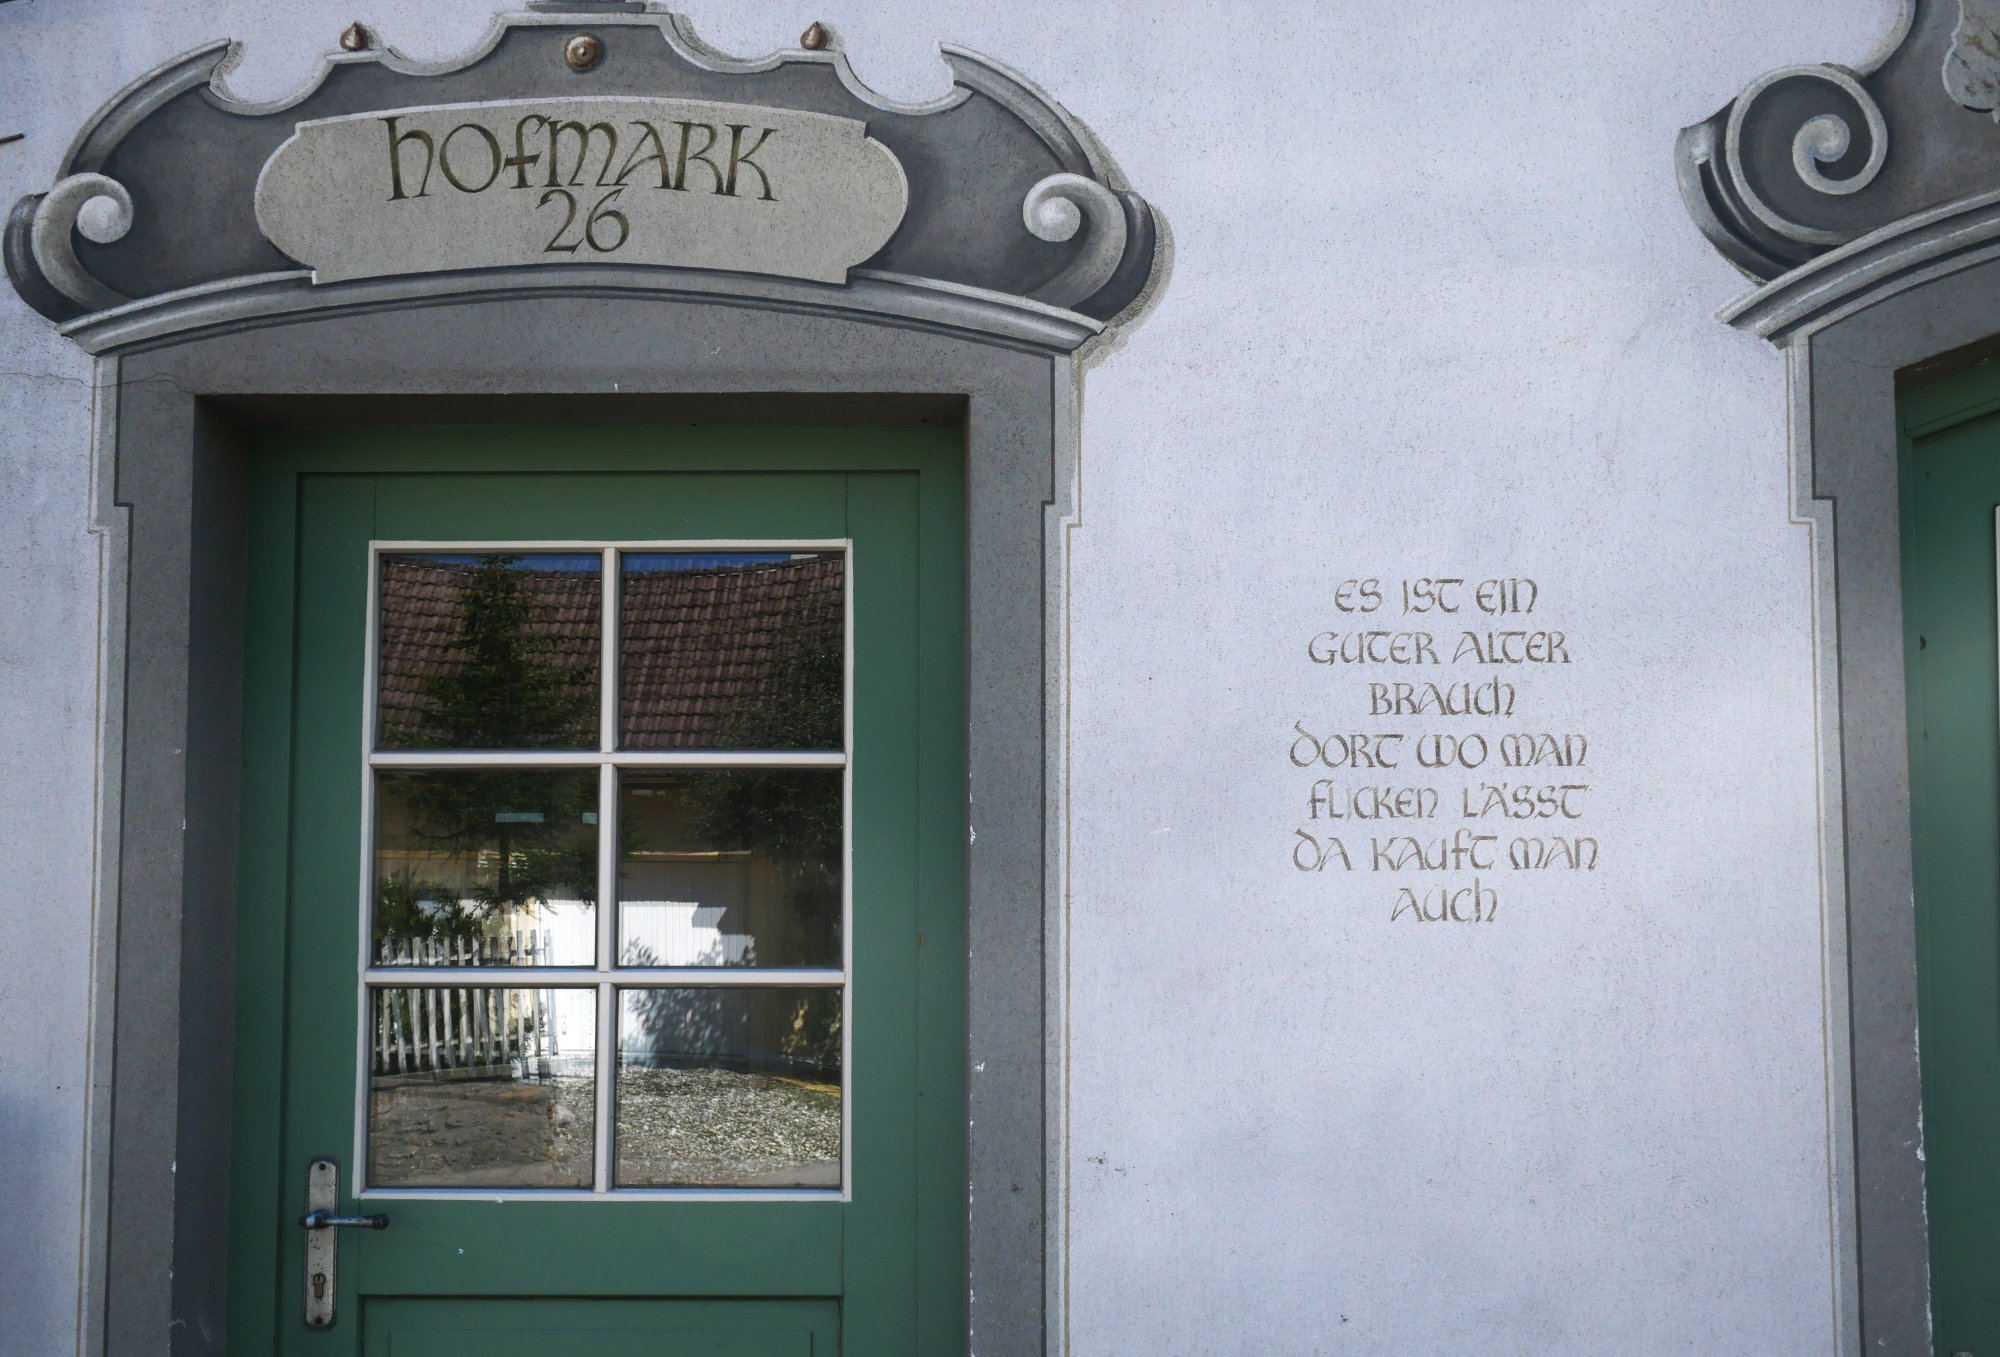 hofmark
26
ES IST EIN
GUTER ALTER
BRAUCH
DORT WO MAN
FLICKEN LÄSST
DA KAUFT MAN
AUCH